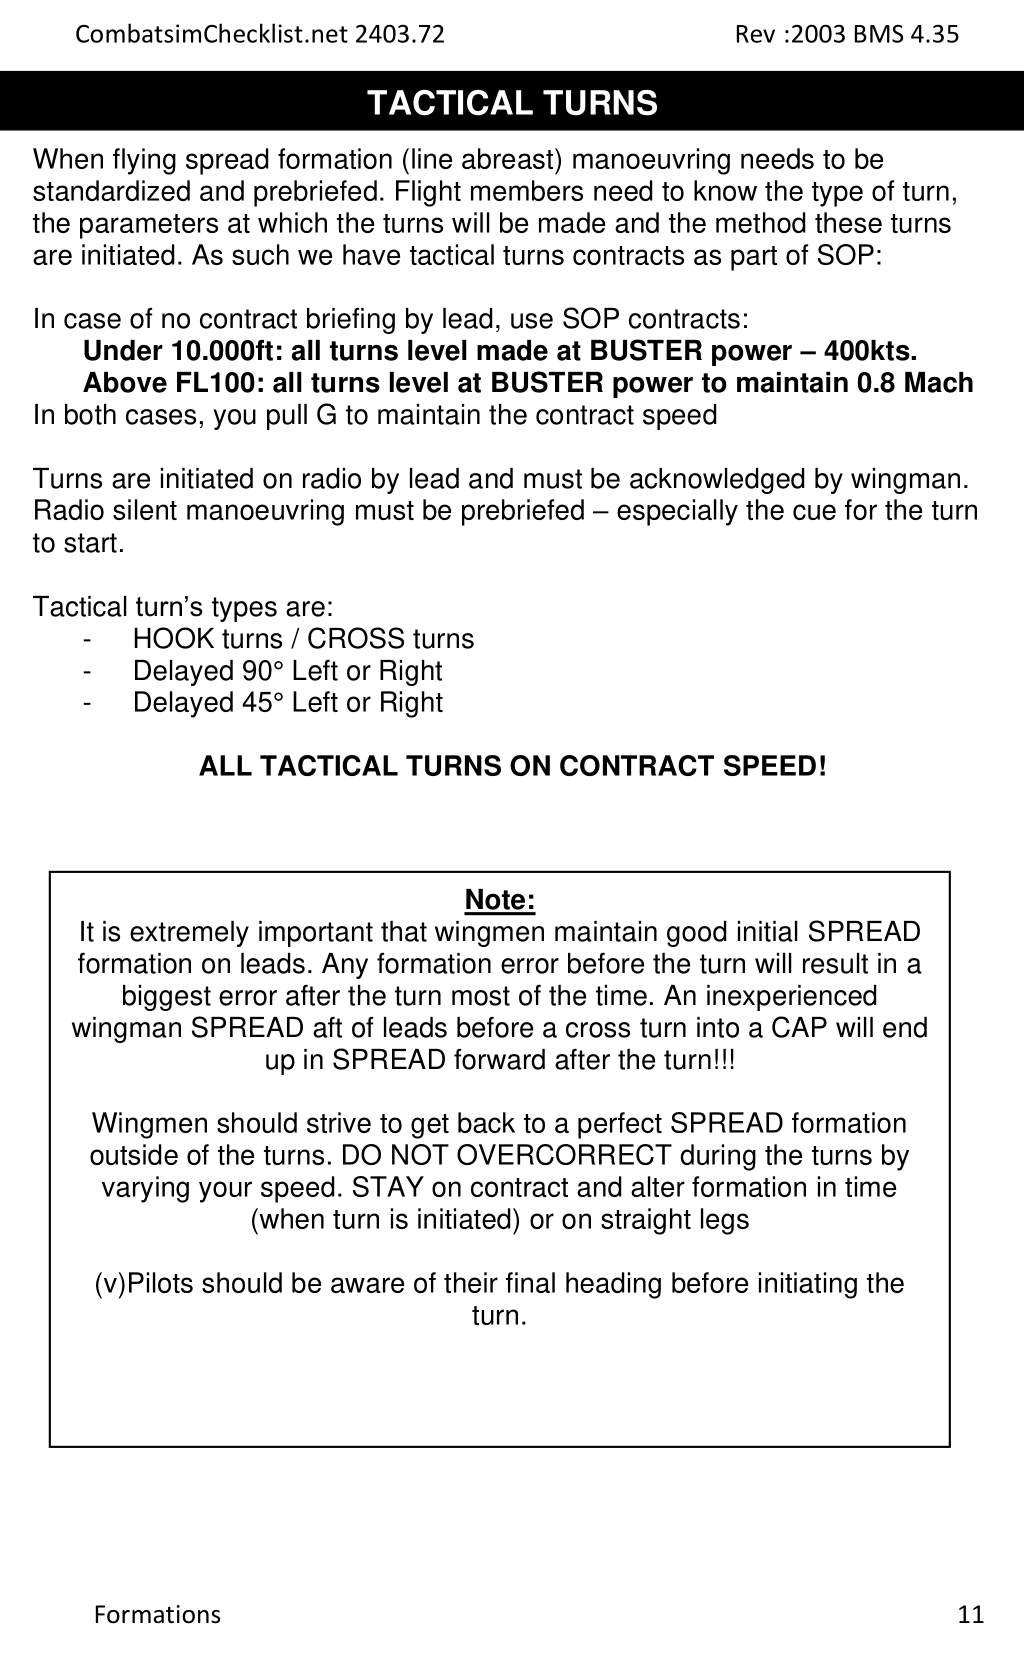 CombatsimChecklist.net 2403.72 Rev :2003 BMS 4.35
TACTICAL TURNS
When flying spread formation (line abreast) manoeuvring needs to be
standardized and prebriefed. Flight members need to know the type of turn,
the parameters at which the turns will be made and the method these turns
are initiated. As such we have tactical turns contracts as part of SOP:
In case of no contract briefing by lead, use SOP contracts:
Under 10.000ft: all turns level made at BUSTER power – 400kts.
Above FL100: all turns level at BUSTER power to maintain 0.8 Mach
In both cases, you pull G to maintain the contract speed
Turns are initiated on radio by lead and must be acknowledged by wingman.
Radio silent manoeuvring must be prebriefed – especially the cue for the turn
to start.
Tactical turn’s types are:
- HOOK turns / CROSS turns
- Delayed 90° Left or Right
- Delayed 45° Left or Right
ALL TACTICAL TURNS ON CONTRACT SPEED!
Note:
It is extremely important that wingmen maintain good initial SPREAD
formation on leads. Any formation error before the turn will result in a
biggest error after the turn most of the time. An inexperienced
wingman SPREAD aft of leads before a cross turn into a CAP will end
up in SPREAD forward after the turn!!!
Wingmen should strive to get back to a perfect SPREAD formation
outside of the turns. DO NOT OVERCORRECT during the turns by
varying your speed. STAY on contract and alter formation in time
(when turn is initiated) or on straight legs
(v)Pilots should be aware of their final heading before initiating the
turn.
Formations 11